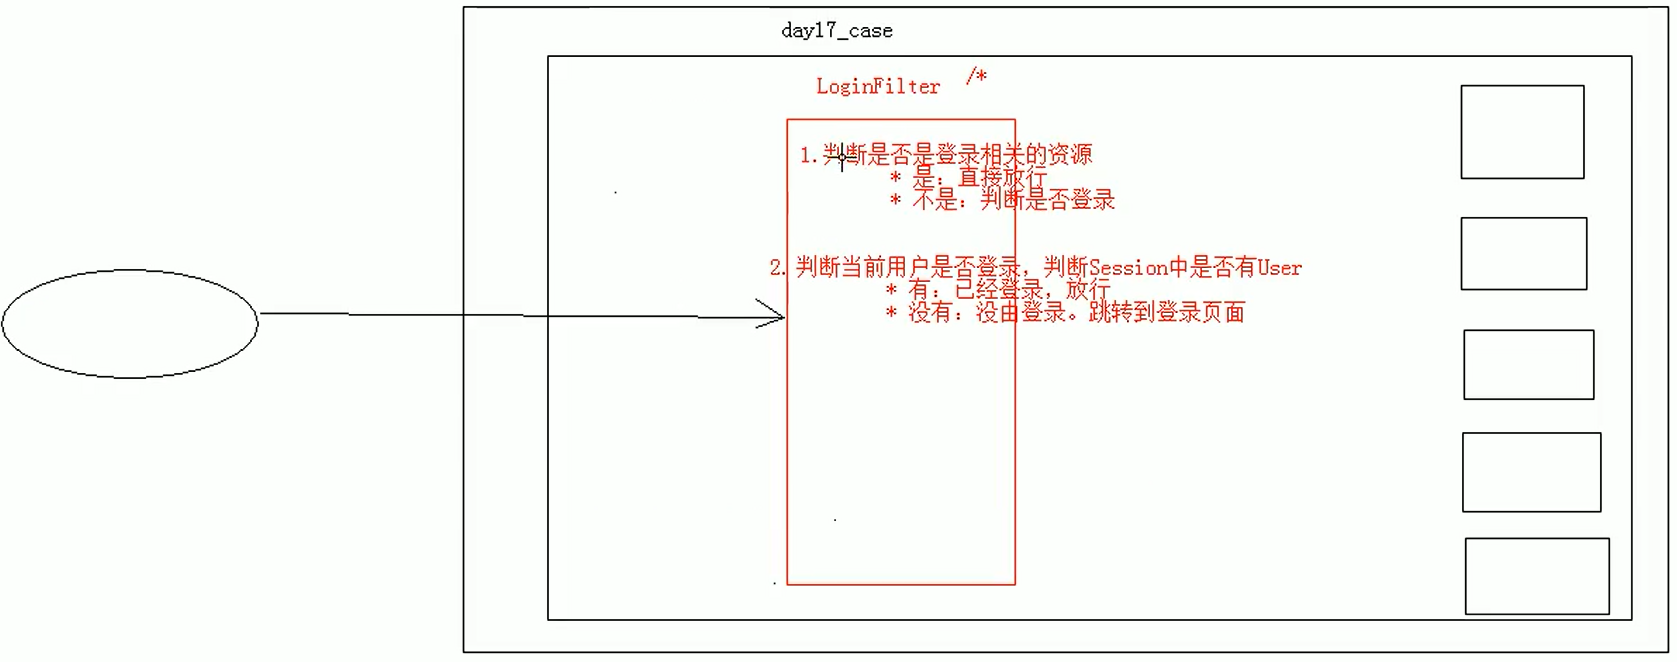 day17_case
LoginFilter /*
1.判断是否是登录相关的资源
* 是：直接放行
* 不是：判断是否登录
2. 判断当前用户是否登录，判断Session中是否有User
* 有：已经登录，放行
* 没有：没由登录。跳转到登录页面